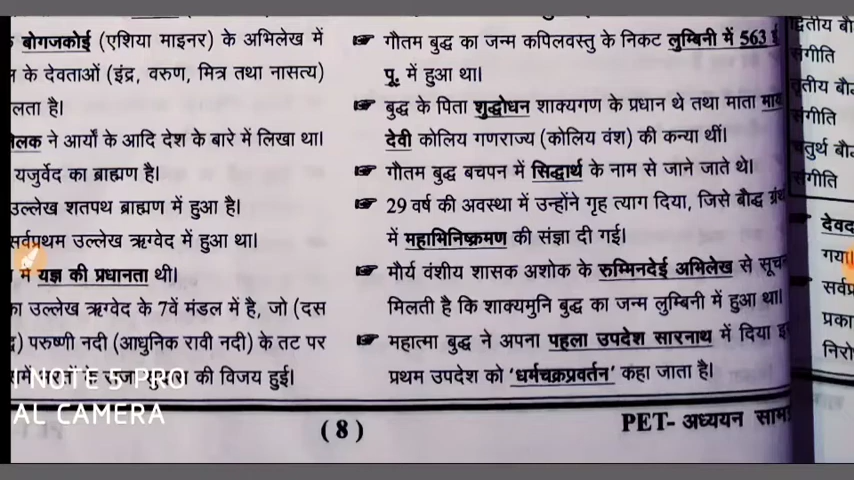 बोगजकोई (एशिया माइनर) के अभिलेख में
के देवताओं (इंद्र, वरुण, मित्र तथा नासत्य)
लता है।
लक ने आर्यों के आदि देश के बारे में लिखा था।
यजुर्वेद का ब्राह्मण है।
उल्लेख शतपथ ब्राह्मण में हुआ है।
सर्वप्रथम उल्लेख ऋग्वेद में हुआ था।
में यज्ञ की प्रधानता थी।
का उल्लेख ऋग्वेद के 7वें मंडल में है, जो (दस
परुष्णी नदी (आधुनिक रावी नदी) के तट पर
की विजय हुई।
गौतम बुद्ध का जन्म कपिलवस्तु के निकट लुम्बिनी में 563 ई
पू. में हुआ था।
बुद्ध के पिता शुद्धोधन शाक्यगण के प्रधान थे तथा माता माय
देवी कोलिय गणराज्य (कोलिय वंश) की कन्या थीं।
गौतम बुद्ध बचपन में सिद्धार्थ के नाम से जाने जाते थे।
29 वर्ष की अवस्था में उन्होंने गृह त्याग दिया, जिसे बौद्ध ग्रंथ
में महाभिनिष्क्रमण की संज्ञा दी गई।
मौर्य वंशीय शासक अशोक के रुम्मिनदेई अभिलेख से सूच
मिलती है कि शाक्यमुनि बुद्ध का जन्म लुम्बिनी में हुआ था।
महात्मा बुद्ध ने अपना पहला उपदेश सारनाथ में दिया इ
प्रथम उपदेश को 'धर्मचक्रप्रवर्तन' कहा जाता है।
द्वितीय बौ
संगीति
तृतीय बौद
संगीति
चतुर्थ बौद
संगीति
देवद
गया।
सर्वप्र
प्रका
निरो
(8)
PET- अध्ययन साम
I NOTE 5 PRO
AL CAMERA